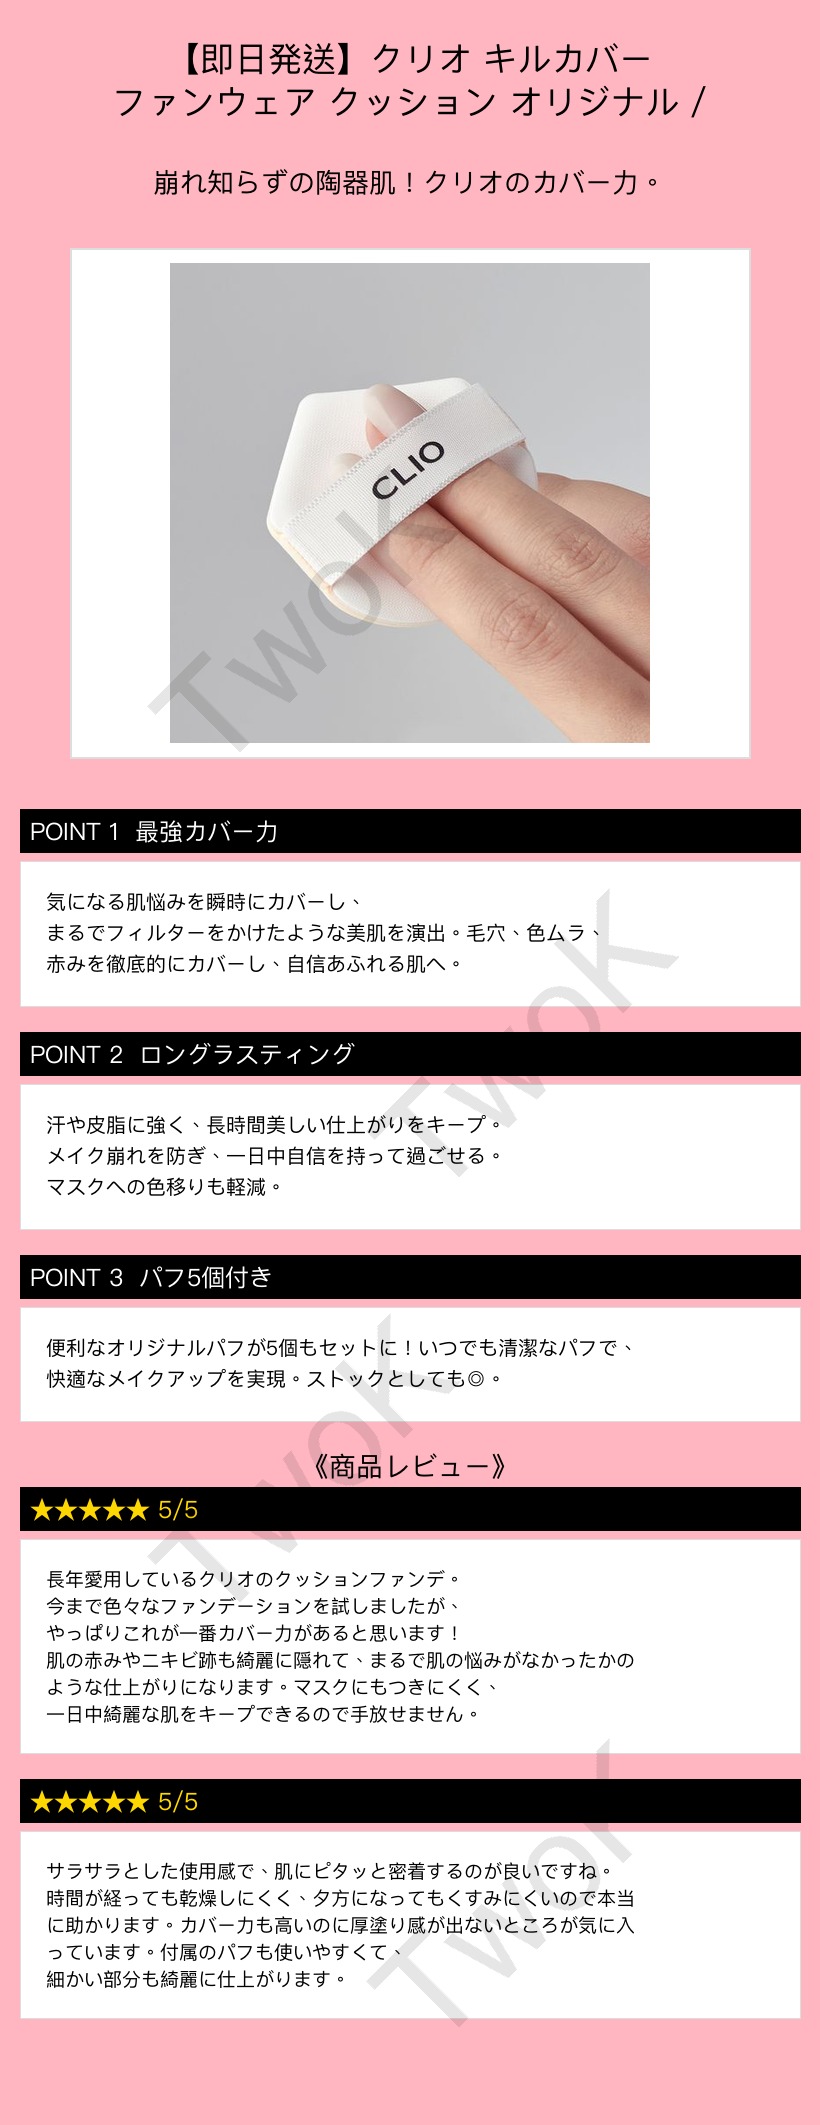 【即日発送】クリオ キルカバー
ファンウェア クッション オリジナル /
崩れ知らずの陶器肌！クリオのカバー力。
CLIO
TwoK
POINT 1 最強カバー力
気になる肌悩みを瞬時にカバーし、
まるでフィルターをかけたような美肌を演出。毛穴、色ムラ、
赤みを徹底的にカバーし、自信あふれる肌へ。
TwoK
POINT 2 ロングラスティング
汗や皮脂に強く、長時間美しい仕上がりをキープ。
メイク崩れを防ぎ、一日中自信を持って過ごせる。
マスクへの色移りも軽減。
POINT 3 パフ5個付き
便利なオリジナルパフが5個もセットに！いつでも清潔なパフで、
快適なメイクアップを実現。ストックとしても◎。
TwoK
《商品レビュー》
★★★★★ 5/5
長年愛用しているクリオのクッションファンデ。
今まで色々なファンデーションを試しましたが、
やっぱりこれが一番カバー力があると思います！
肌の赤みやニキビ跡も綺麗に隠れて、まるで肌の悩みがなかったかの
ような仕上がりになります。マスクにもつきにくく、
一日中綺麗な肌をキープできるので手放せません。
★★★★★ 5/5
サラサラとした使用感で、肌にピタッと密着するのが良いですね。
時間が経っても乾燥しにくく、夕方になってもくすみにくいので本当
に助かります。カバー力も高いのに厚塗り感が出ないところが気に入
っています。付属のパフも使いやすくて、
細かい部分も綺麗に仕上がります。
TwoK